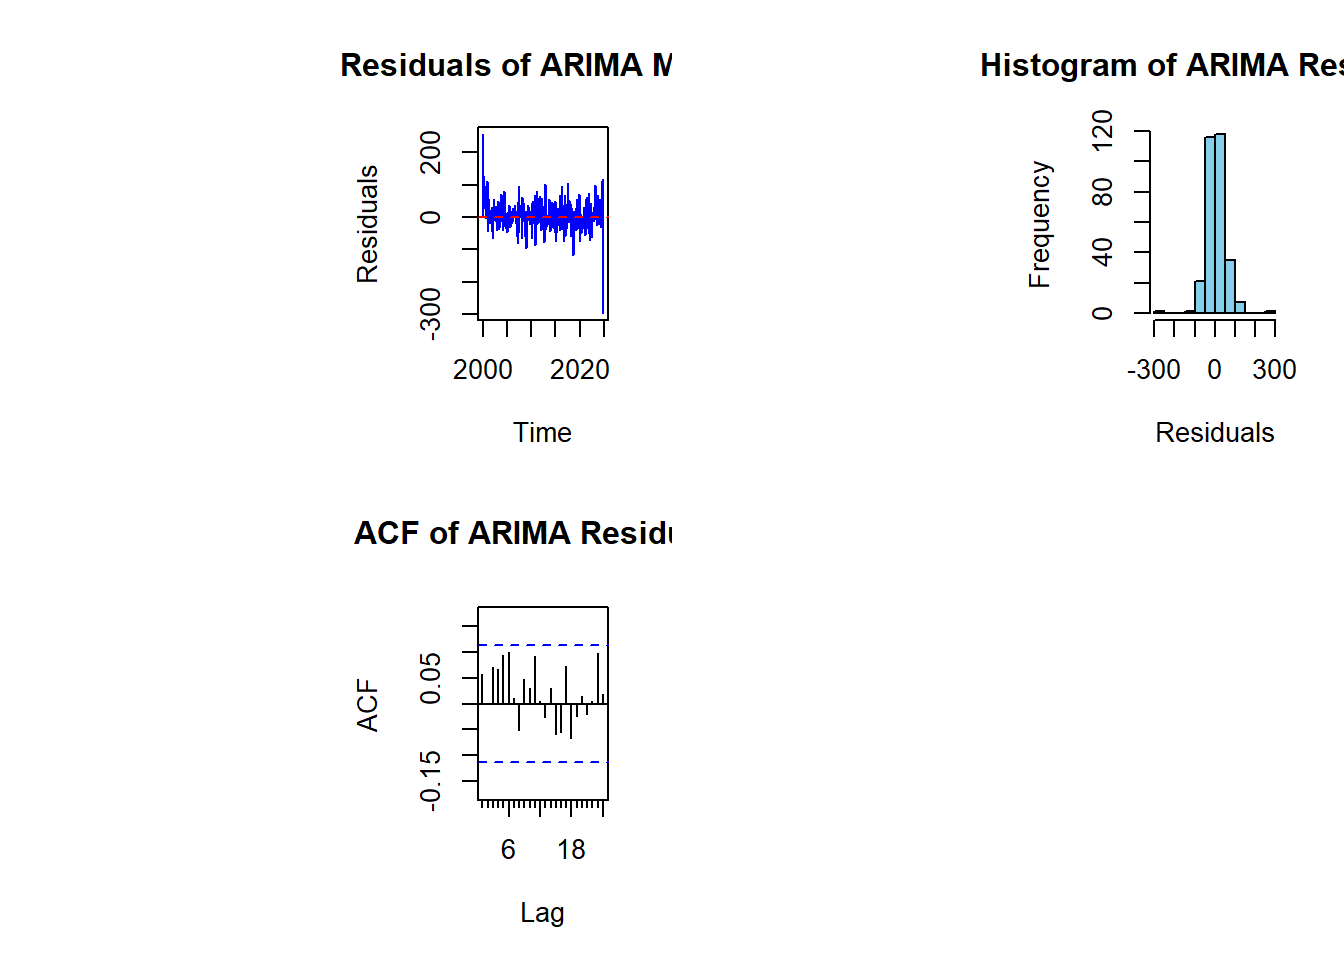 Residuals of ARIMA M
Residuals
200
0
-300
2000 2020
Time
Histogram of ARIMA Res
Frequency
120
80
40
0
-300 0 300
Residuals
ACF of ARIMA Residu
ACF
0.05
-0.15
6 18
Lag